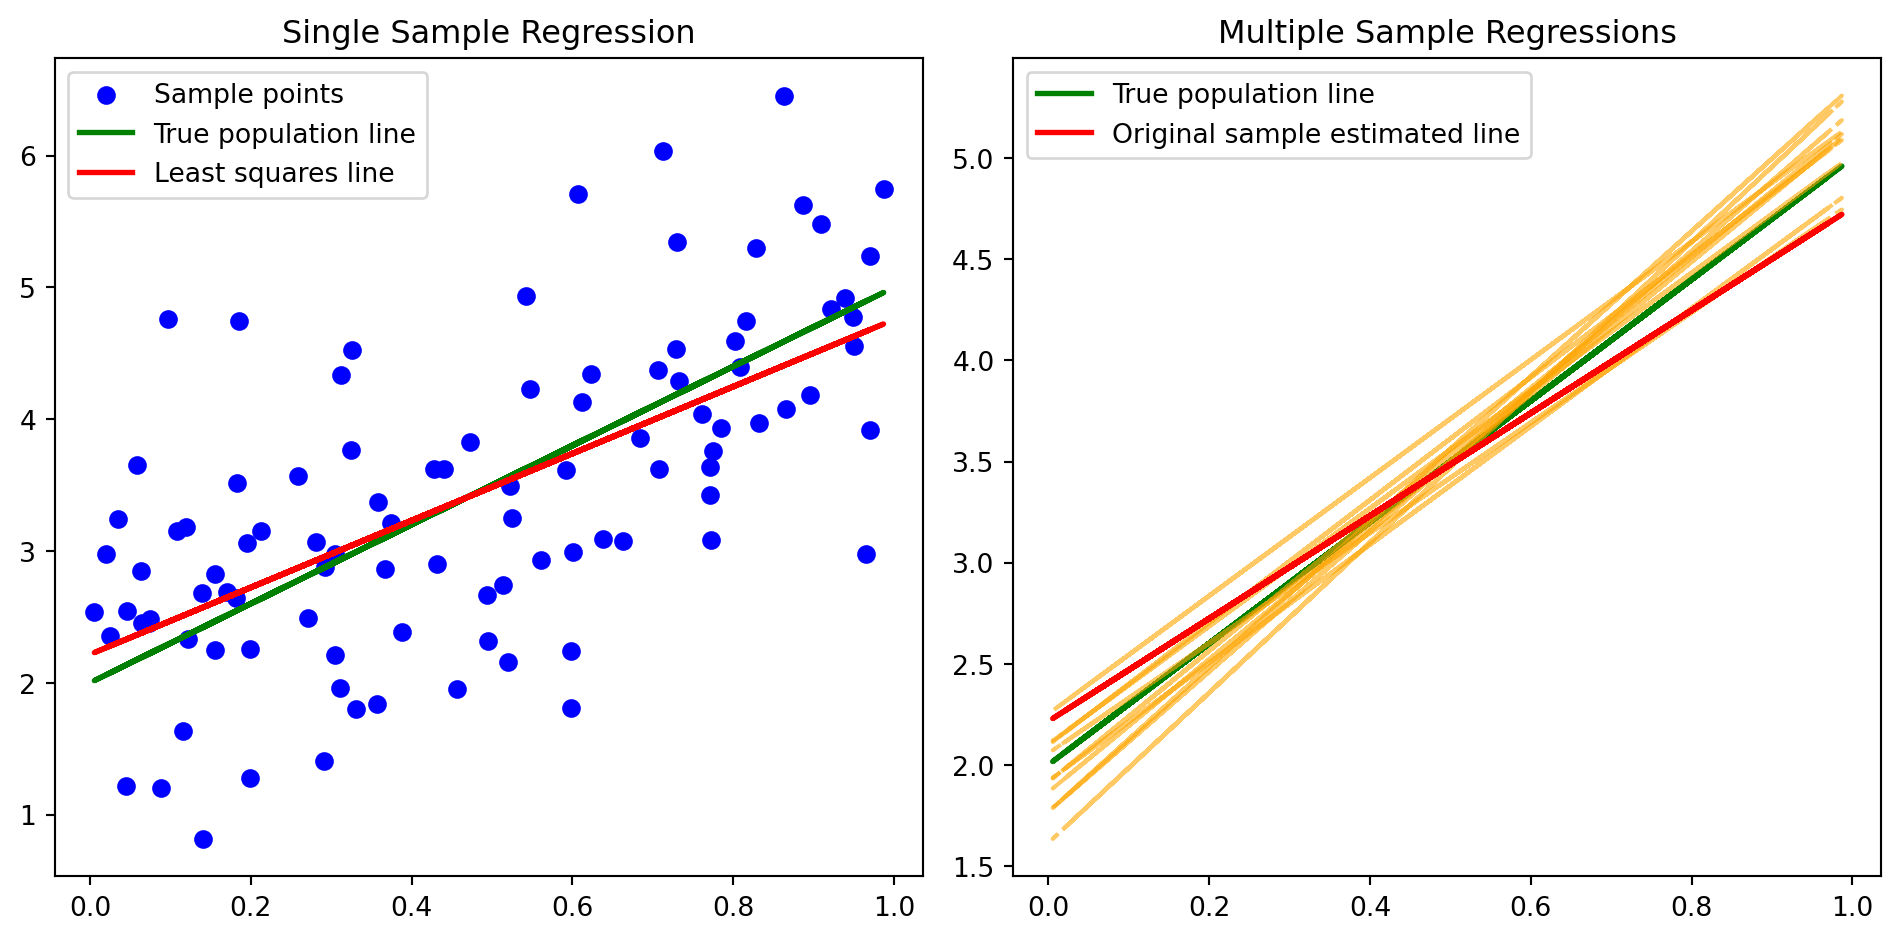 Single Sample Regression
Sample points
True population line
Least squares line
6
5
4
3
2
1
0.0 0.2 0.4 0.6 0.8 1.0
Multiple Sample Regressions
True population line
Original sample estimated line
5.0
4.5
4.0
3.5
3.0
2.5
2.0
1.5
0.0 0.2 0.4 0.6 0.8 1.0